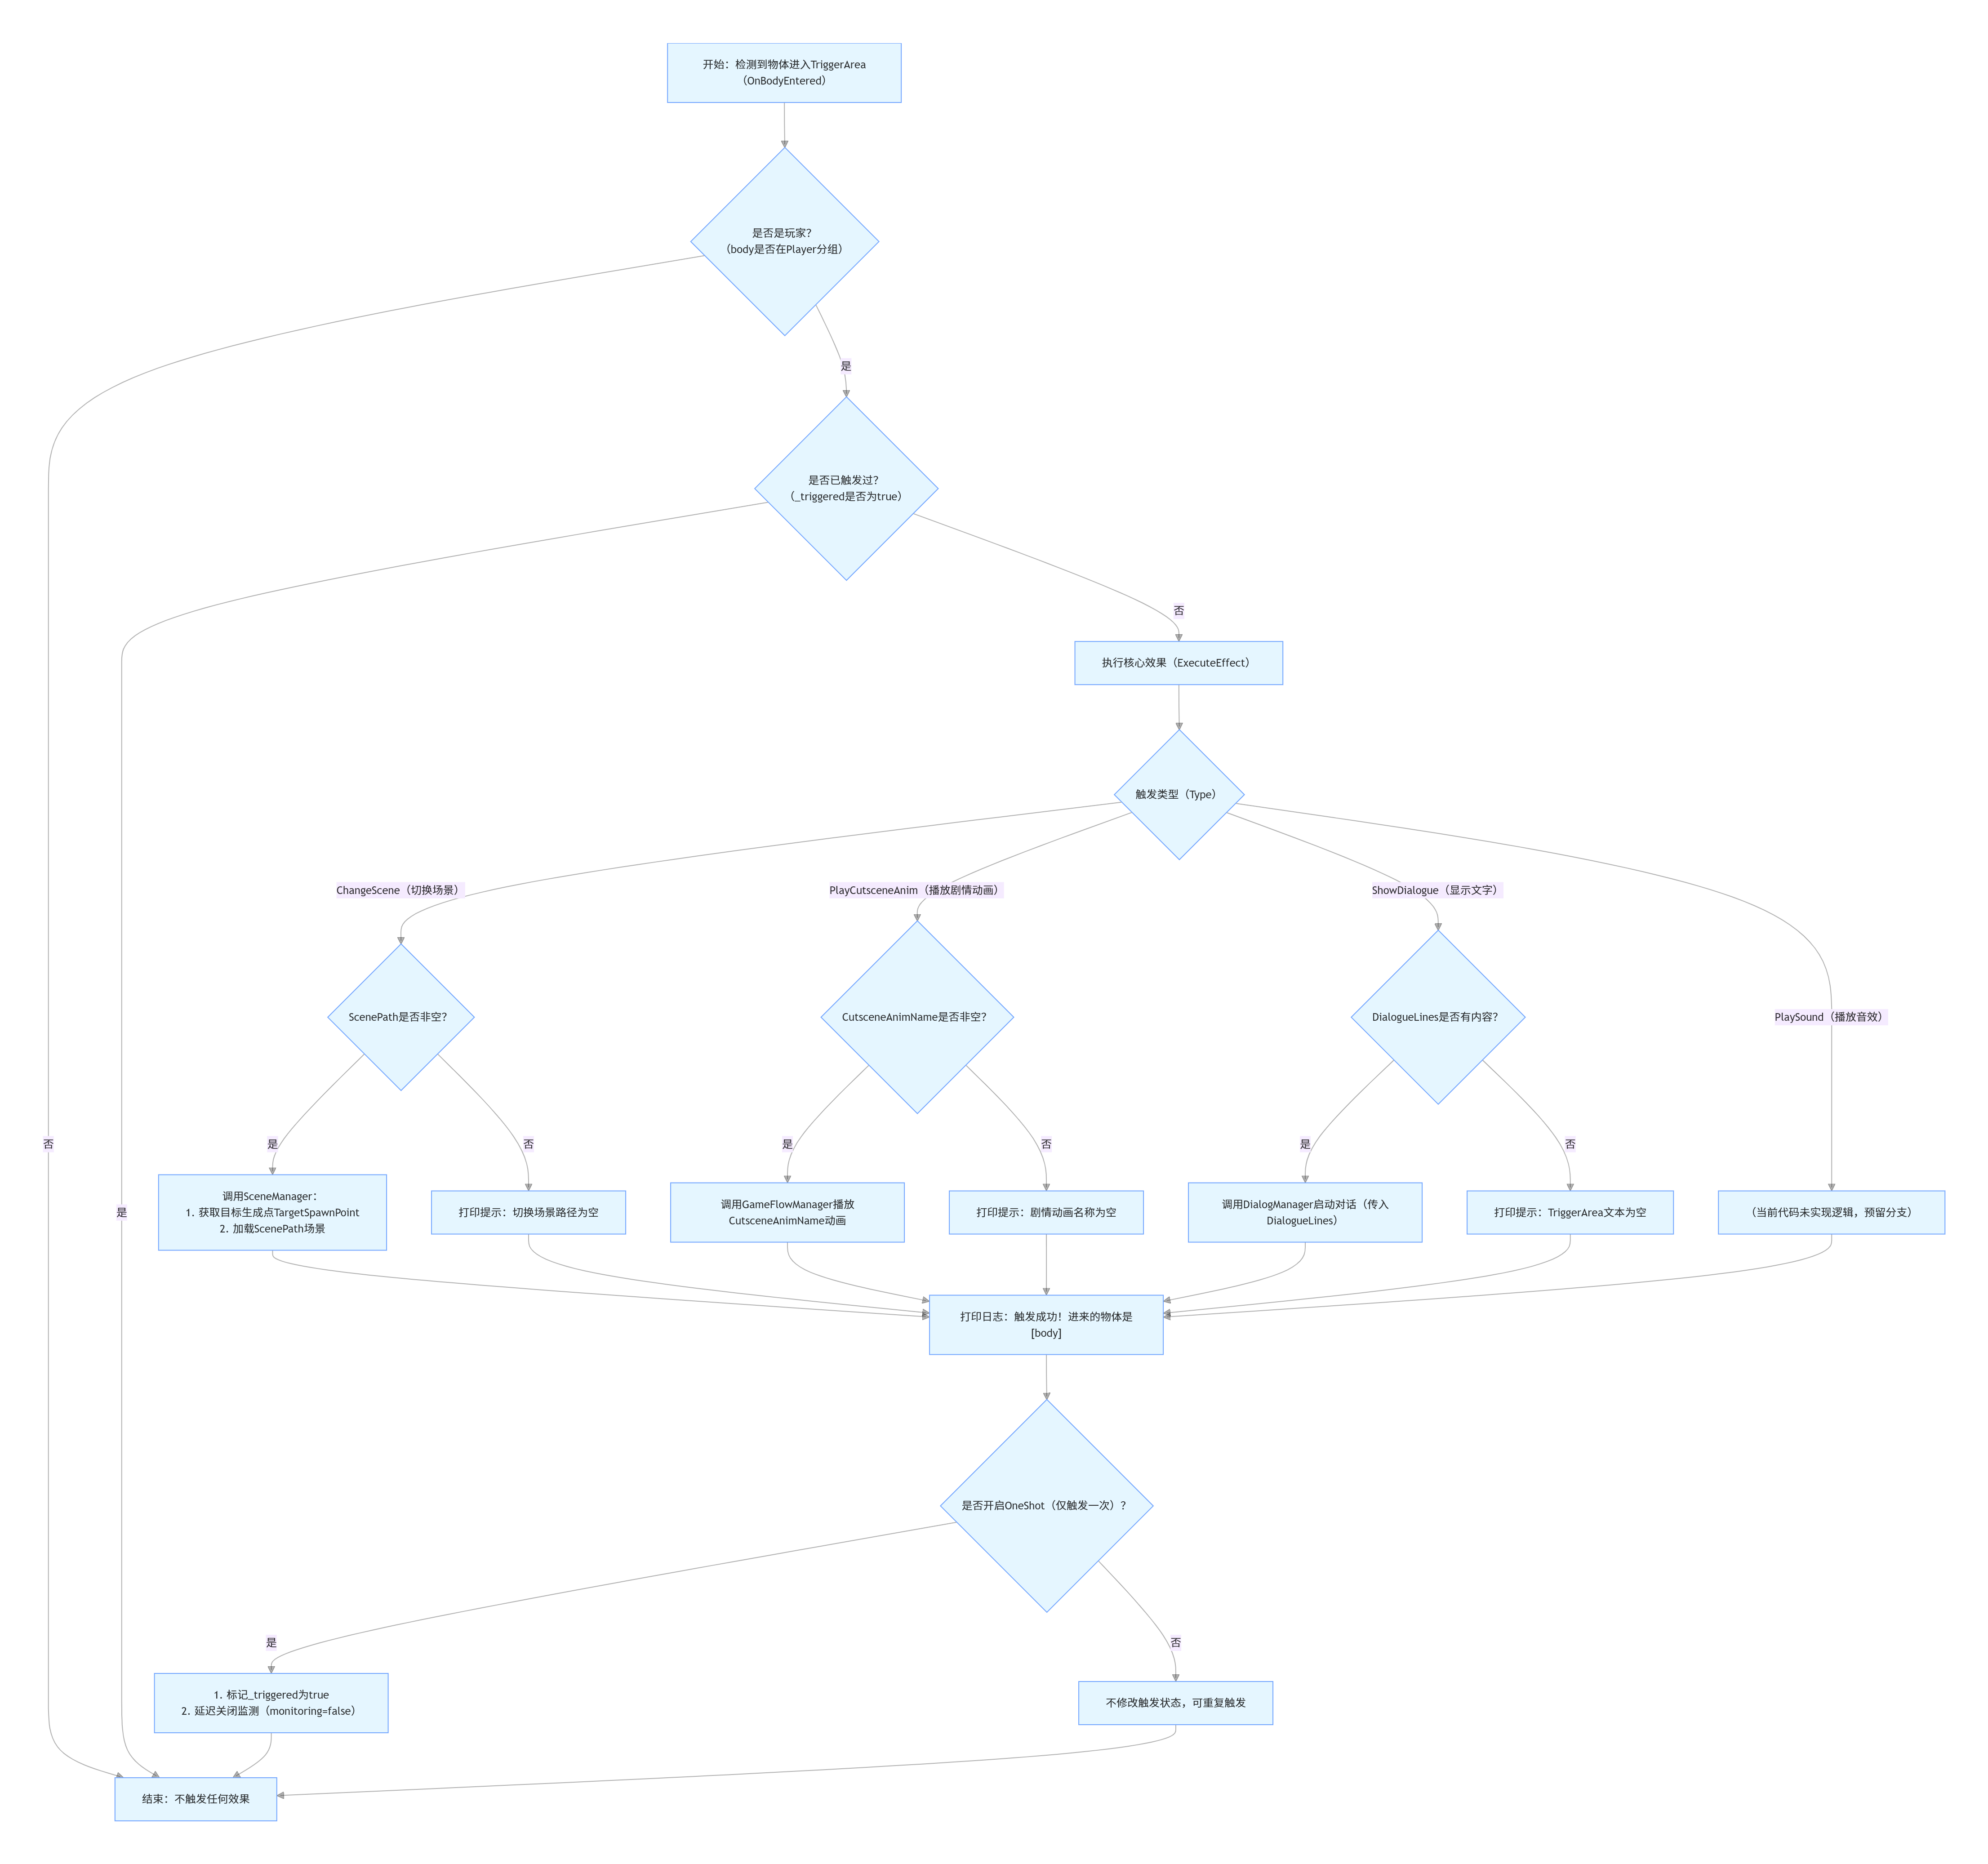 开始：检测到物体进入TriggerArea
（OnBodyEntered）
是否是玩家？
（body是否在Player分组）
是
是否已触发过？
（_triggered是否为true）
否
执行核心效果（ExecuteEffect）
触发类型（Type）
ChangeScene（切换场景）
PlayCutsceneAnim（播放剧情动画）
ShowDialogue（显示文字）
ScenePath是否非空？
CutsceneAnimName是否非空？
DialogueLines是否有内容？
PlaySound（播放音效）
否
是
否
是
否
是
否
调用SceneManager：
1. 获取目标生成点TargetSpawnPoint
2. 加载ScenePath场景
打印提示：切换场景路径为空
调用GameFlowManager播放
CutsceneAnimName动画
打印提示：剧情动画名称为空
调用DialogManager启动对话（传入
DialogueLines）
打印提示：TriggerArea文本为空
（当前代码未实现逻辑，预留分支）
是
打印日志：触发成功！进来的物体是
[body]
是否开启OneShot（仅触发一次）？
是
否
1. 标记_triggered为true
2. 延迟关闭监测（monitoring=false）
不修改触发状态，可重复触发
结束：不触发任何效果